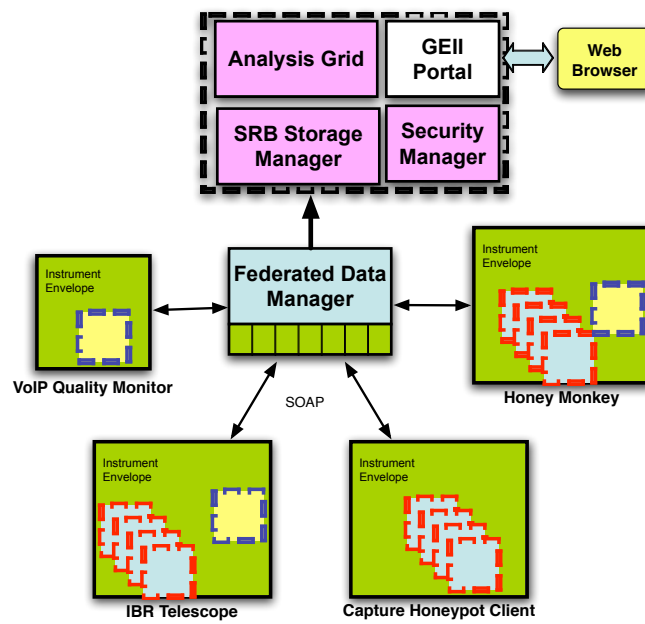 Analysis Grid
GEII
Portal
Web
Browser
SRB Storage
Manager
Security
Manager
Instrument
Envelope
Federated Data
Manager
Instrument
Envelope
VoIP Quality Monitor
Honey Monkey
SOAP
Instrument
Envelope
Instrument
Envelope
IBR Telescope
Capture Honeypot Client